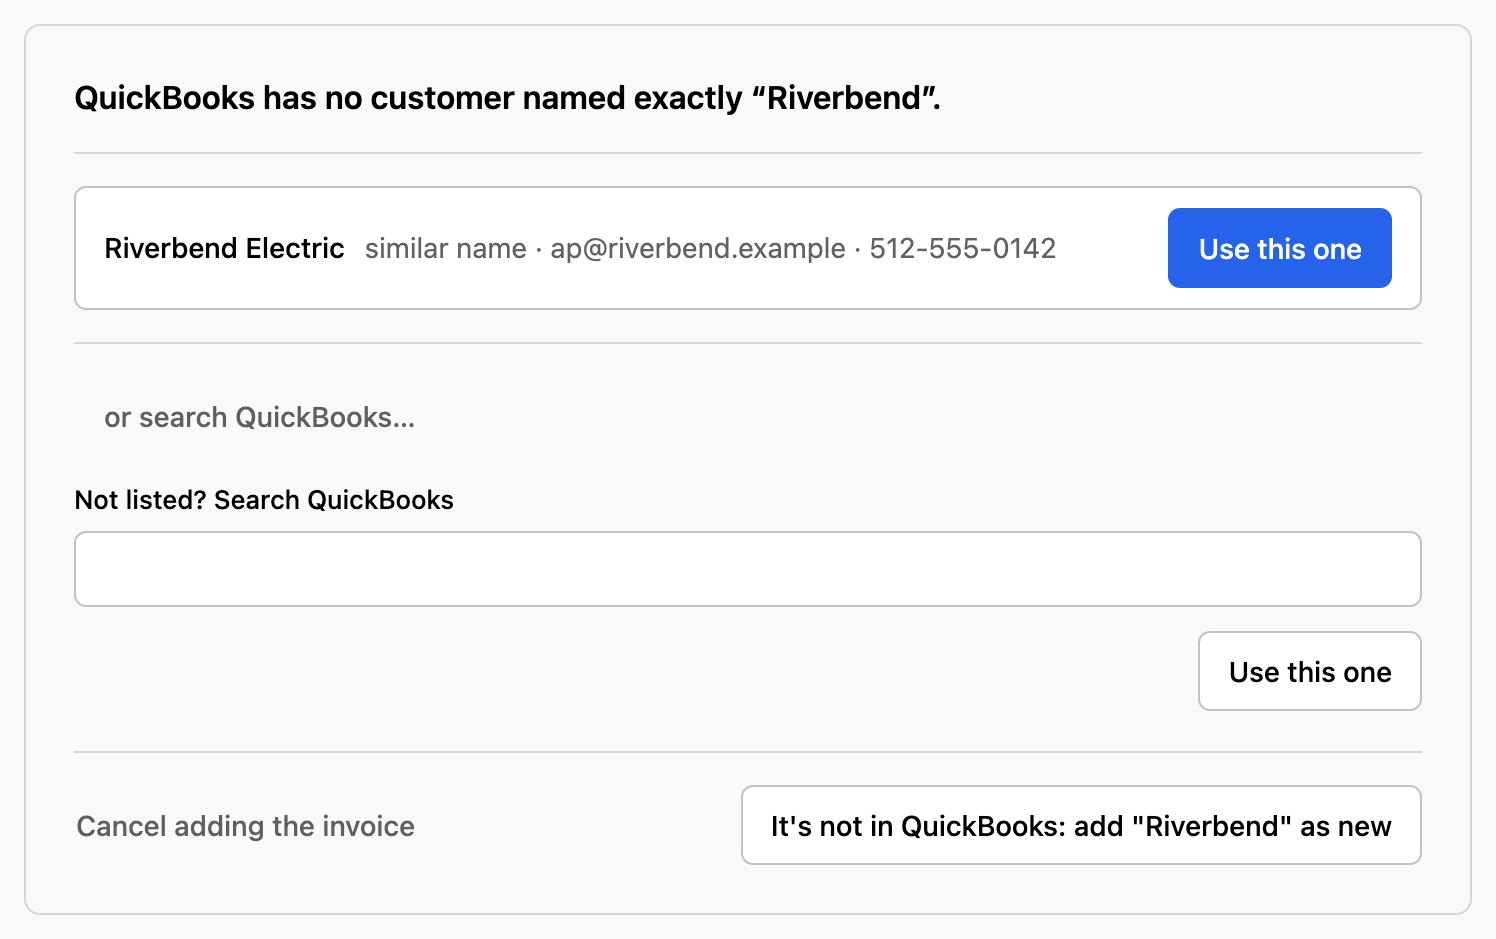 QuickBooks has no customer named exactly “Riverbend”.
Riverbend Electric similar name · ap@riverbend.example · 512-555-0142 Use this one
or search QuickBooks...
Not listed? Search QuickBooks
Use this one
Cancel adding the invoice It's not in QuickBooks: add "Riverbend" as new